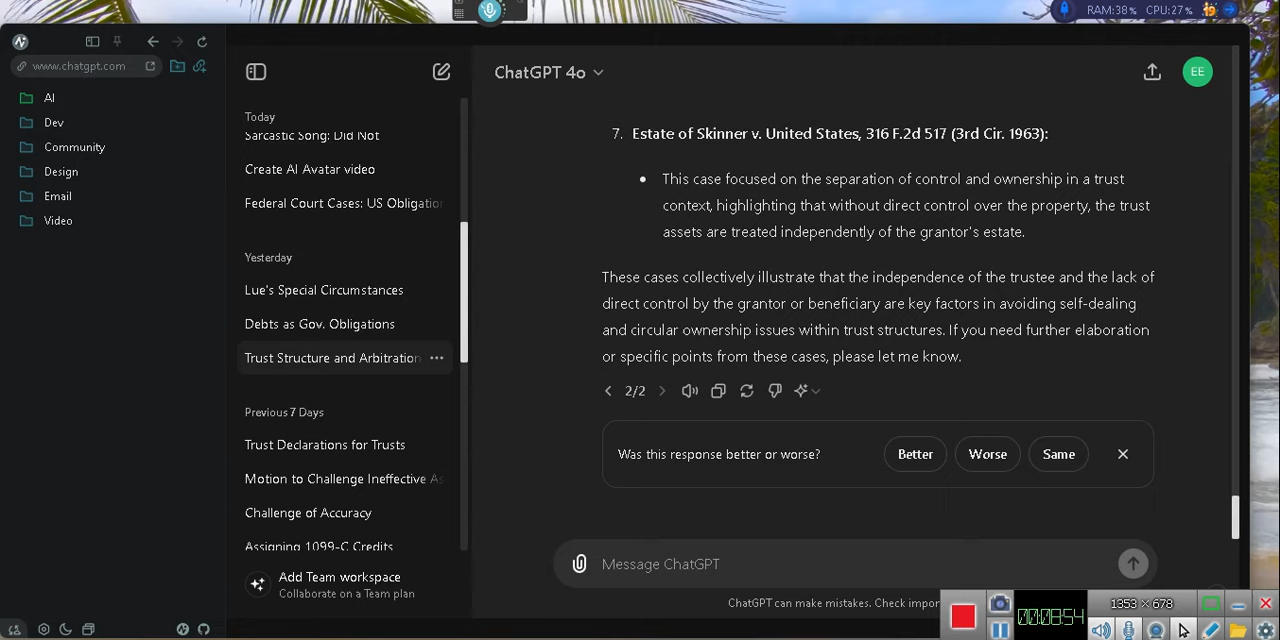 RAM:38% CPU:27% 19
www.chatgpt.com
AI
Dev
Community
Design
Email
Video
Today
Sarcastic Song: Did Not
Create AI Avatar video
Federal Court Cases: US Obligation
Yesterday
Lue's Special Circumstances
Debts as Gov. Obligations
Trust Structure and Arbitration
Previous 7 Days
Trust Declarations for Trusts
Motion to Challenge Ineffective As
Challenge of Accuracy
Assigning 1099-C Credits
Add Team workspace
Collaborate on a Team plan
ChatGPT 4o
EE
7. Estate of Skinner v. United States, 316 F.2d 517 (3rd Cir. 1963):
• This case focused on the separation of control and ownership in a trust
context, highlighting that without direct control over the property, the trust
assets are treated independently of the grantor's estate.
These cases collectively illustrate that the independence of the trustee and the lack of
direct control by the grantor or beneficiary are key factors in avoiding self-dealing
and circular ownership issues within trust structures. If you need further elaboration
or specific points from these cases, please let me know.
2/2
Was this response better or worse? Better Worse Same
Message ChatGPT
ChatGPT can make mistakes. Check impor
1353 × 678
00:08:54